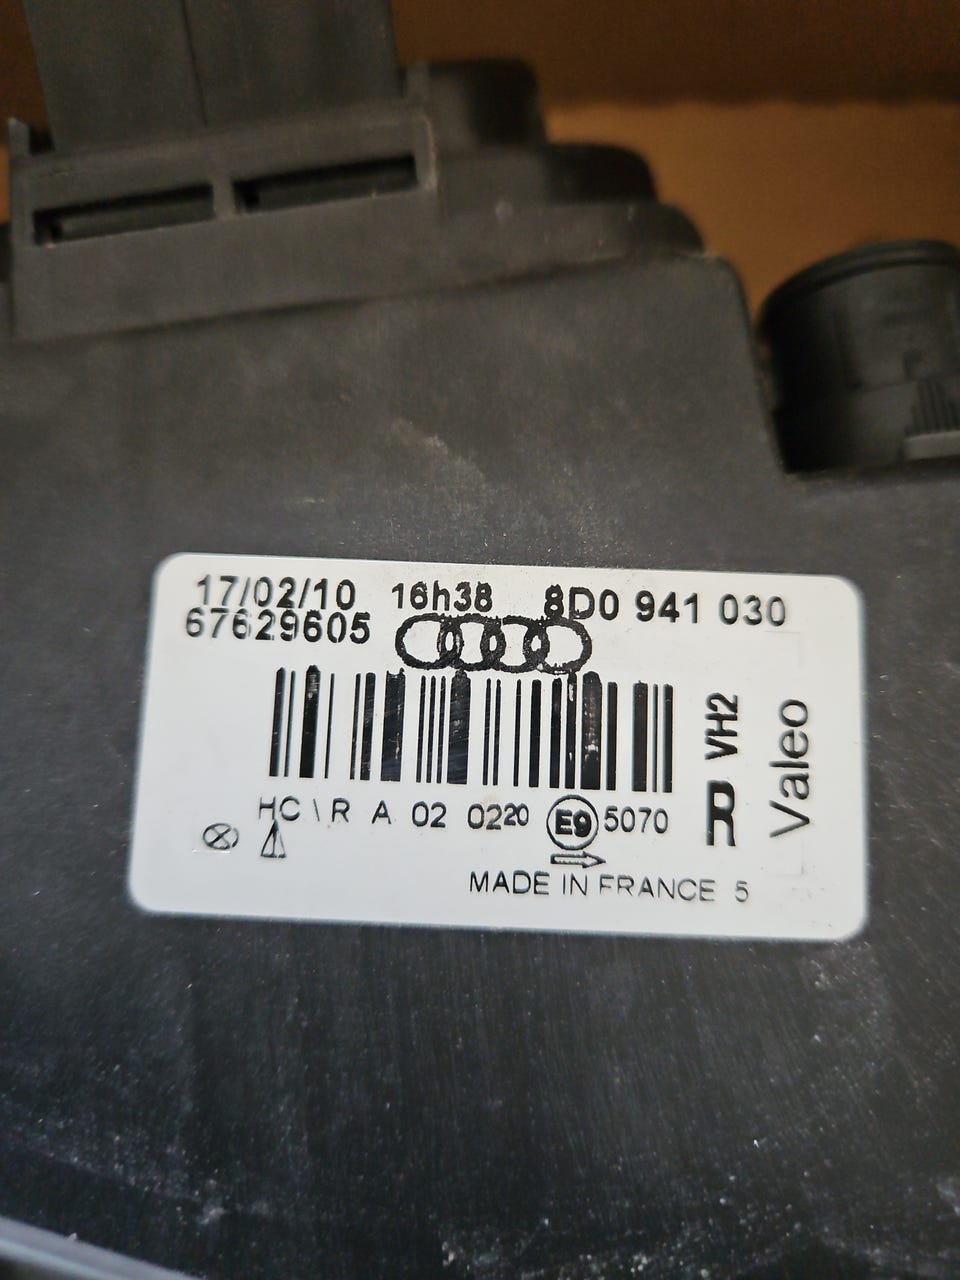 17/02/10 16h38 8D0 941 030
67629605
HC\R A 02 0220 E9 5070
MADE IN FRANCE 5
R VH2
Valeo